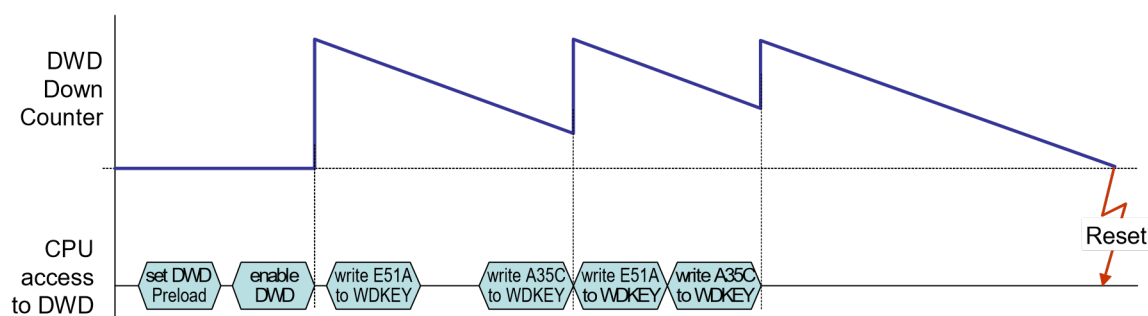 DWD
Down
Counter
Reset
CPU
access
to DWD
set DWD
Preload
enable
DWD
write E51A
to WDKEY
write A35C
to WDKEY
write E51A
to WDKEY
write A35C
to WDKEY